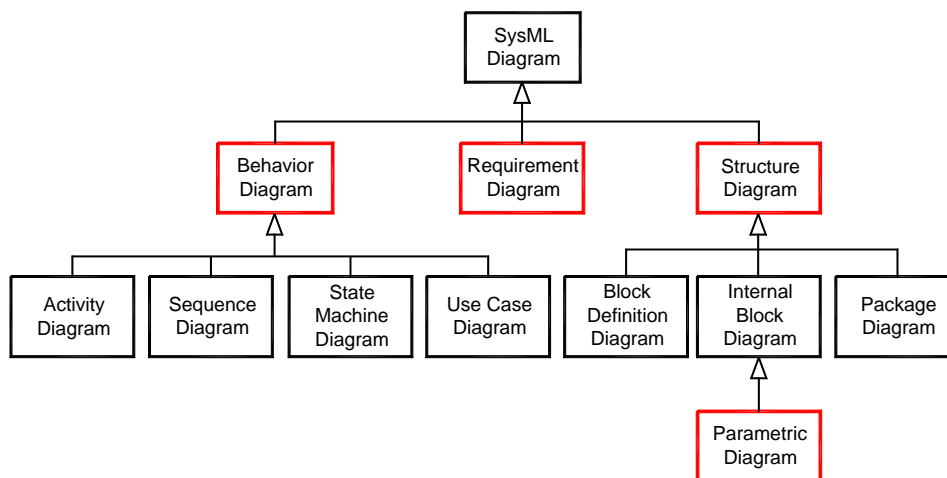 SysML
Diagram
Behavior
Diagram
Requirement
Diagram
Structure
Diagram
Activity
Diagram
Sequence
Diagram
State
Machine
Diagram
Use Case
Diagram
Block
Definition
Diagram
Internal
Block
Diagram
Package
Diagram
Parametric
Diagram